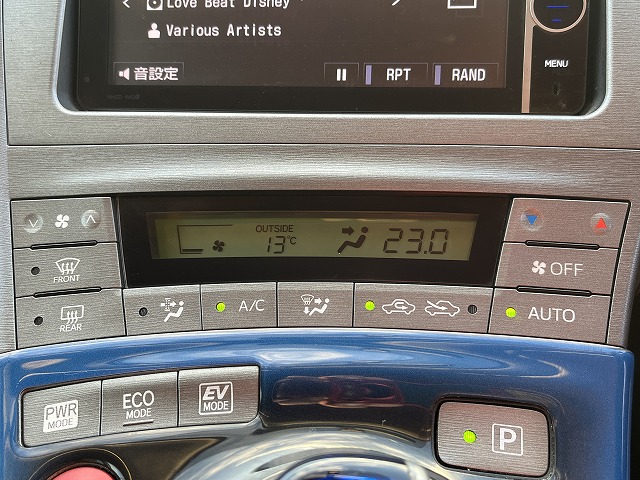 Love Beat Disney
Various Artists
音設定
RPT
RAND
MENU
OUTSIDE
13°C
23.0
FRONT
OFF
REAR
A/C
AUTO
PWR MODE
ECO MODE
EV MODE
P